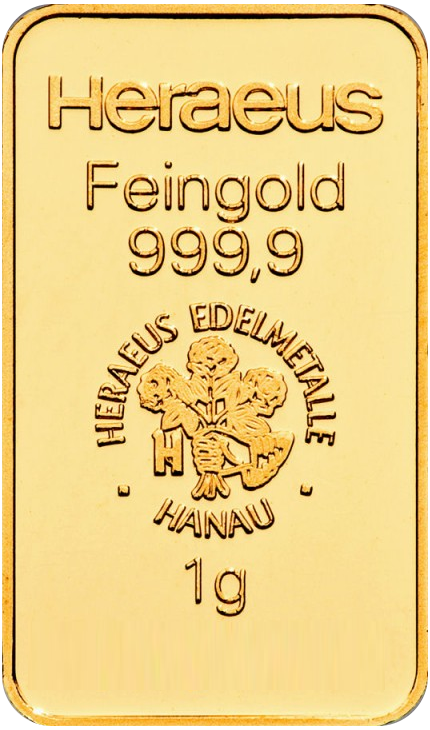 Heraeus
Feingold
999,9
HERAEUS EDELMETALLE
H
· HANAU ·
1g